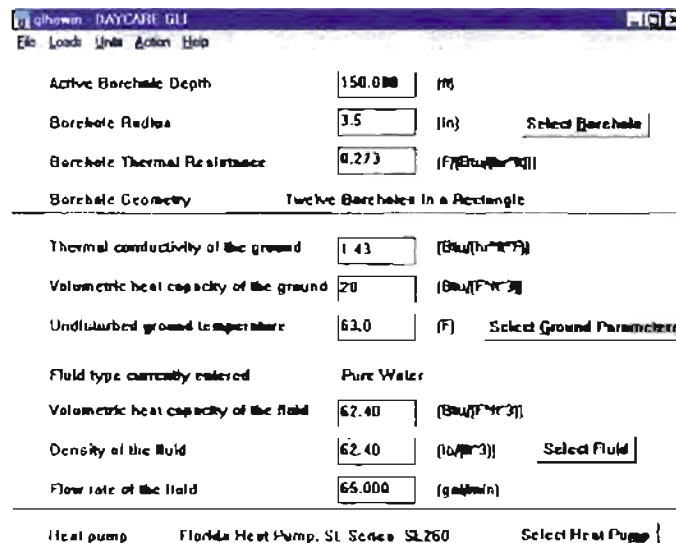 glhewin - DAYCARE.GLI
File Loads Units Action Help
Active Borehole Depth 150.000 (ft)
Borehole Radius 3.5 (in) Select Borehole
Borehole Thermal Resistance 0.273
Borehole Geometry Twelve Boreholes in a Rectangle
Thermal conductivity of the ground 1.43
Volumetric heat capacity of the ground 20
Undisturbed ground temperature 63.0 (F) Select Ground Parameters
Fluid type currently entered Pure Water
Volumetric heat capacity of the fluid 62.40
Density of the fluid 62.40 Select Fluid
Flow rate of the fluid 65.000 (gal/min)
Heat pump Florida Heat Pump, SL Series SL260 Select Heat Pump